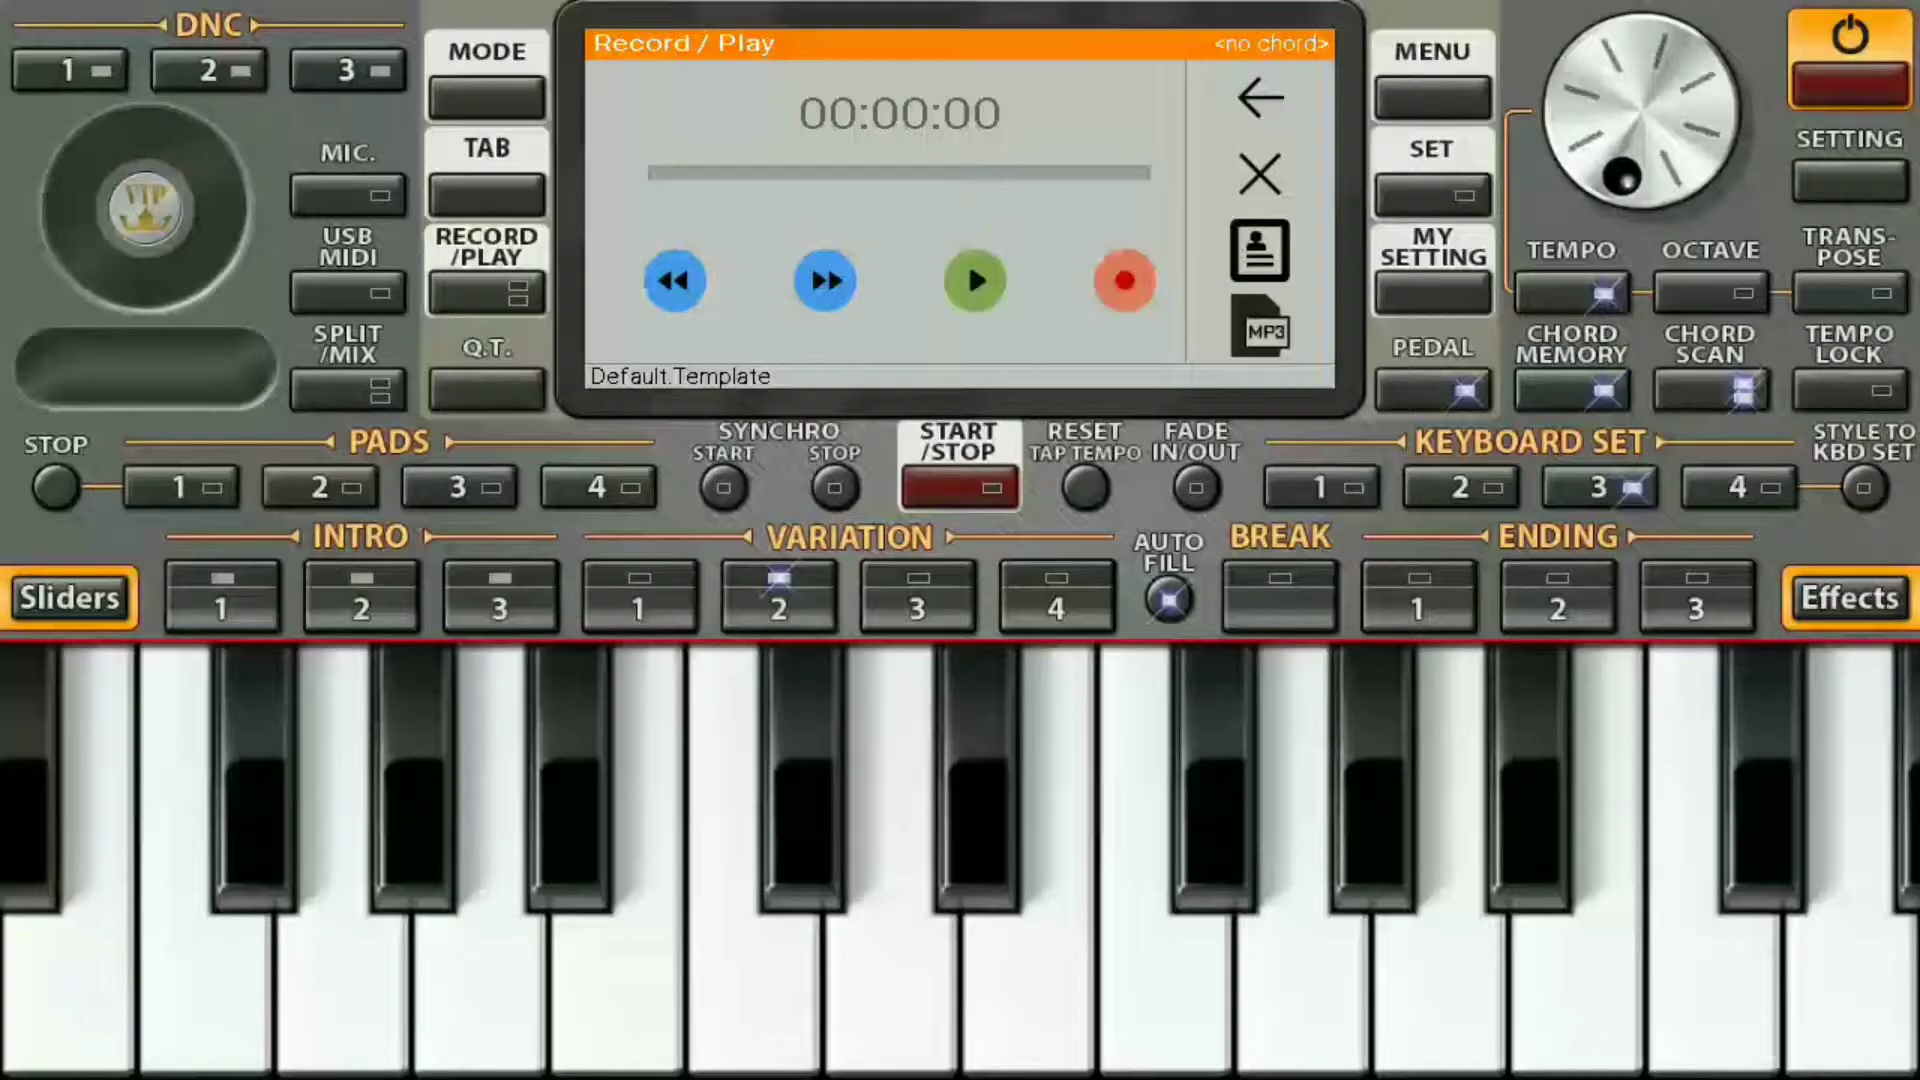 DNC
1
2
3
MODE
TAB
RECORD
/PLAY
Q.T.
MIC.
USB
MIDI
SPLIT
/MIX
VIP
Record / Play
<no chord>
00:00:00
MP3
Default.Template
MENU
SET
MY
SETTING
PEDAL
SETTING
TEMPO
OCTAVE
TRANS-
POSE
CHORD
MEMORY
CHORD
SCAN
TEMPO
LOCK
STOP
PADS
1
2
3
4
SYNCHRO
START
STOP
START
/STOP
RESET
TAP TEMPO
FADE
IN/OUT
KEYBOARD SET
1
2
3
4
STYLE TO
KBD SET
Sliders
INTRO
1
2
3
VARIATION
1
2
3
4
AUTO
FILL
BREAK
ENDING
1
2
3
Effects